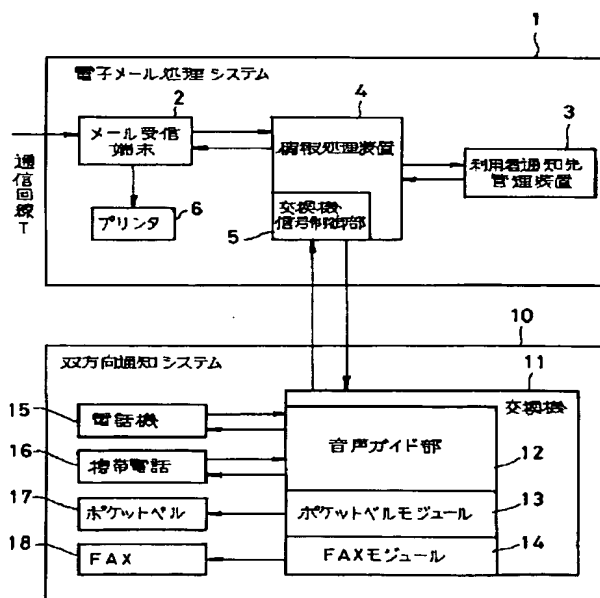 1
電子メール処理システム
2
4
3
メール受信
端末
情報処理装置
利用者通知先
管理装置
通信回線T
プリンタ
6
5
交換機
信号制御部
10
双方向通知システム
11
15
電話機
交換機
音声ガイド部
12
16
携帯電話
17
ポケットベル
ポケットベルモジュール
13
18
FAX
FAXモジュール
14